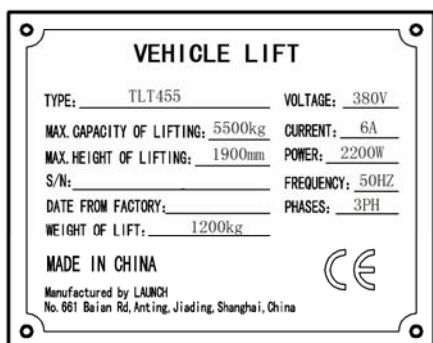 VEHICLE LIFT
TYPE: TLT455 VOLTAGE: 380V
MAX. CAPACITY OF LIFTING: 5500kg CURRENT: 6A
MAX. HEIGHT OF LIFTING: 1900mm POWER: 2200W
S/N: FREQUENCY: 50HZ
DATE FROM FACTORY: PHASES: 3PH
WEIGHT OF LIFT: 1200kg
MADE IN CHINA CE
Manufactured by LAUNCH
No. 661 Baian Rd, Anting, Jiading, Shanghai, China